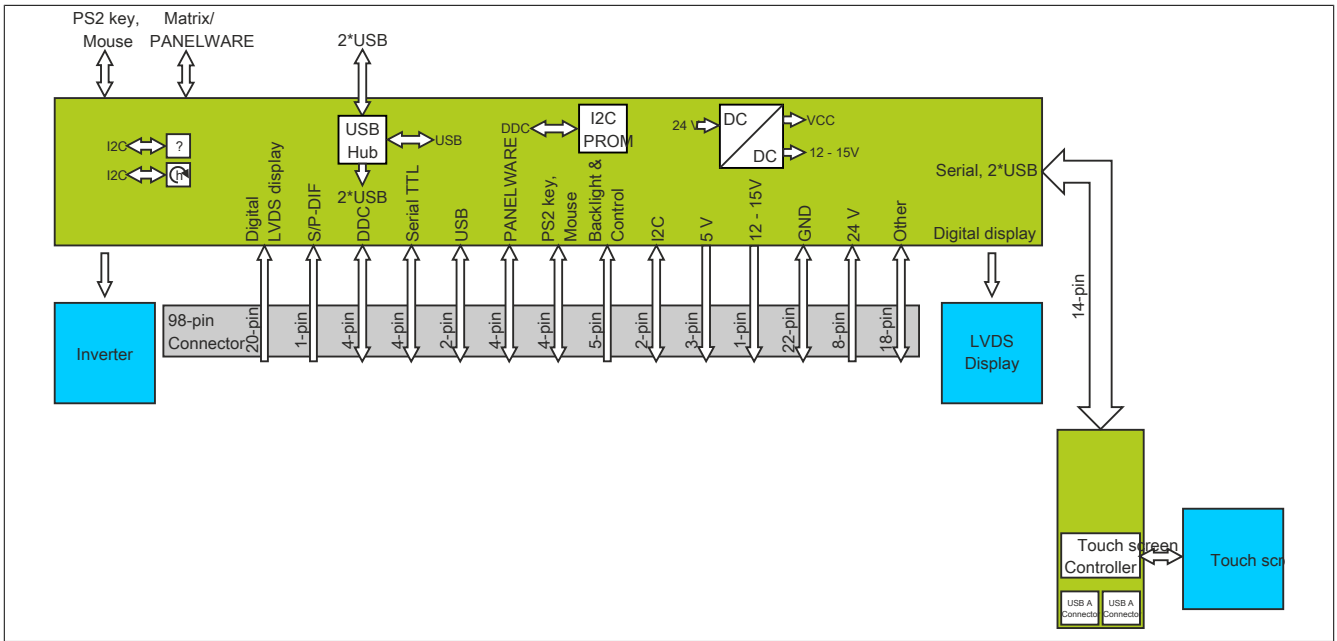 PS2 key,
Mouse
Matrix/
PANELWARE
2*USB
I2C
?
I2C
h
USB
Hub
USB
2*USB
DDC
I2C
PROM
24 V
DC
DC
VCC
12 - 15V
Serial, 2*USB
Digital display
Digital
LVDS display
S/P-DIF
DDC
Serial TTL
USB
PANELWARE
PS2 key,
Mouse
Backlight &
Control
I2C
5 V
12 - 15V
GND
24 V
Other
Inverter
98-pin
Connector
20-pin
1-pin
4-pin
4-pin
2-pin
4-pin
4-pin
5-pin
2-pin
3-pin
1-pin
22-pin
8-pin
18-pin
LVDS
Display
14-pin
Touch screen
Controller
Touch scr
USB A
Connecto
USB A
Connecto